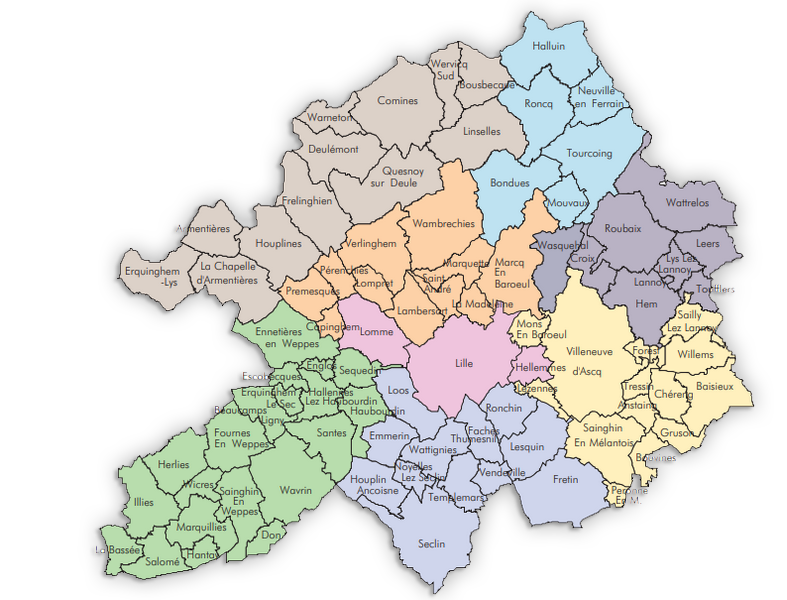 Halluin
Wervicq
Sud
Bousbecque
Neuville
en Ferrain
Comines
Roncq
Warneton
Linselles
Deulémont
Tourcoing
Quesnoy
sur Deule
Bondues
Frelinghien
Mouvaux
Wattrelos
Armentières
Wambrechies
Roubaix
Houplines
Verlinghem
Wasquehal
Croix
Leers
Erquinghem
-Lys
La Chapelle
d'Armentières
Pérenchies
Marquette
Marcq
En
Baroeul
Lys Lez
Lannoy
Lompret
Saint
André
Lannoy
Toufflers
Premesques
Hem
Lambersart
La Madeleine
Sailly
Lez Lannoy
Capinghem
Lomme
Mons
En Baroeul
Ennetières
en Weppes
Villeneuve
d'Ascq
Forest
Willems
Lille
Hellemmes
Englos
Sequedin
Escobecques
Loos
Lezennes
Tressin
Baisieux
Erquinghem
Le Sec
Hallennes
Lez Haubourdin
Chéreng
Anstaing
Haubourdin
Beaucamps
Ligny
Ronchin
Fournes
En Weppes
Santes
Emmerin
Faches
Thumesnil
Sainghin
En Mélantois
Gruson
Wattignies
Lesquin
Bouvines
Herlies
Noyelles
Lez Seclin
Vendeville
Fretin
Houplin
Ancoisne
Wicres
Sainghin
En
Weppes
Wavrin
Templemars
Péronne
En M.
Illies
Marquillies
Don
Seclin
La Bassée
Salomé
Hantay